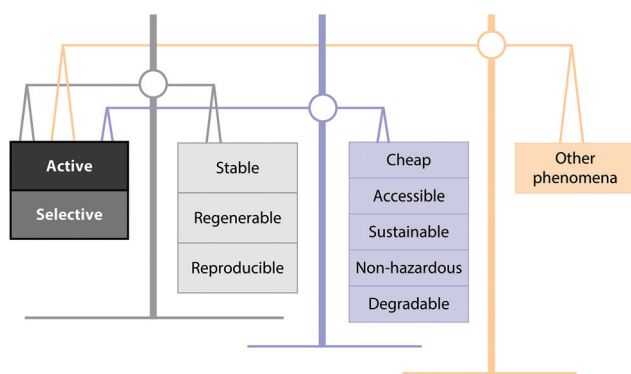 Active
Selective
Stable
Regenerable
Reproducible
Cheap
Accessible
Sustainable
Non-hazardous
Degradable
Other
phenomena